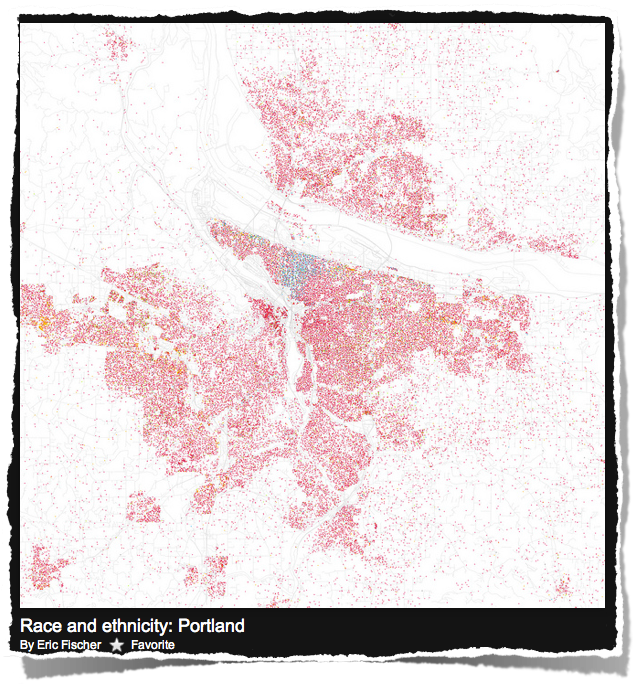 Race and ethnicity: Portland
By Eric Fischer Favorite